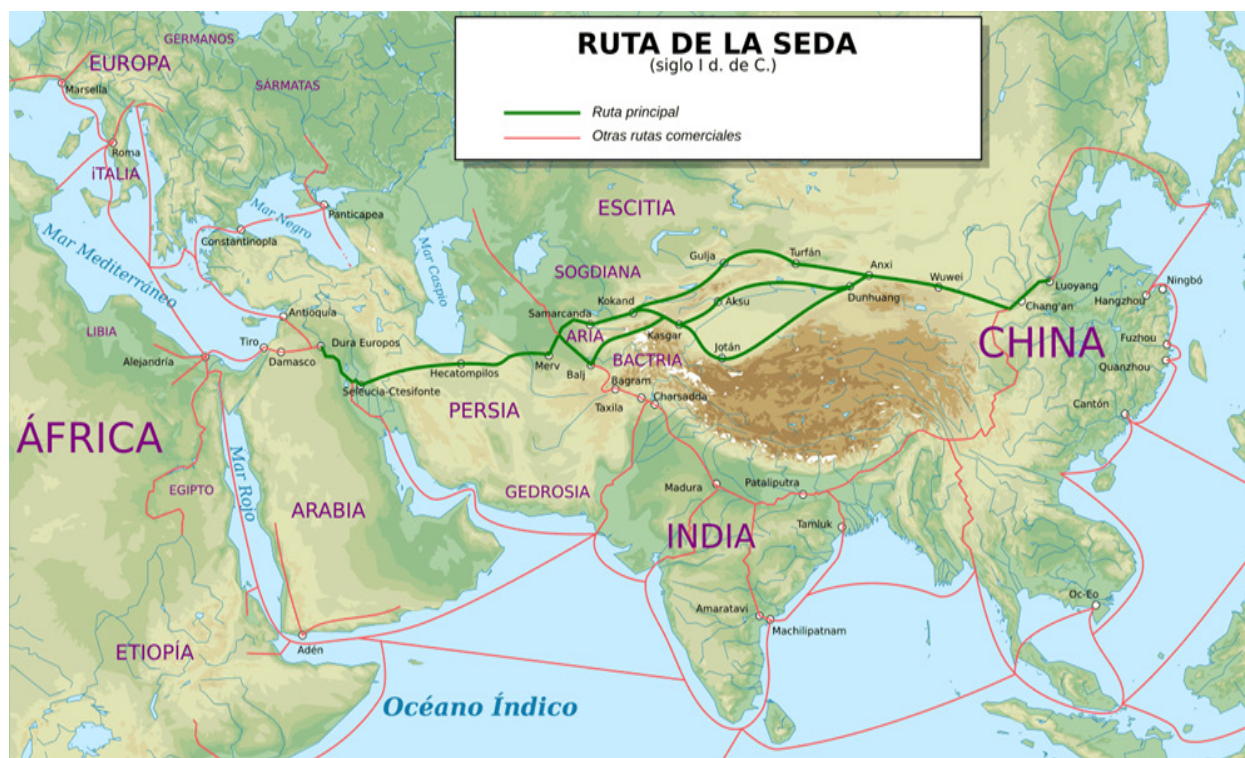 RUTA DE LA SEDA
(siglo I d. de C.)
Ruta principal
Otras rutas comerciales
GERMANOS
EUROPA
Marsella
SÁRMATAS
Roma
iTALIA
Mar Negro
Panticapea
Constantinopla
Mar Mediterráneo
Mar Caspio
ESCITIA
SOGDIANA
Gulja
Turfán
Anxi
Wuwei
Luoyang
Ningbó
Hangzhou
Chang'an
Dunhuang
Aksu
Kokand
Samarcanda
Antioquía
LIBIA
Tiro
Dura Europos
Alejandría
Damasco
ARIA
Kasgar
Jotán
CHINA
Fuzhou
Quanzhou
Merv
Balj
BACTRIA
Hecatompilos
Seleucia-Ctesifonte
Bagram
Charsadda
Taxila
PERSIA
Cantón
ÁFRICA
Mar Rojo
EGIPTO
GEDROSIA
Madura
Pataliputra
ARABIA
INDIA
Tamluk
Oc-Eo
Amaratavi
Machilipatnam
ETIOPÍA
Adén
Océano Índico